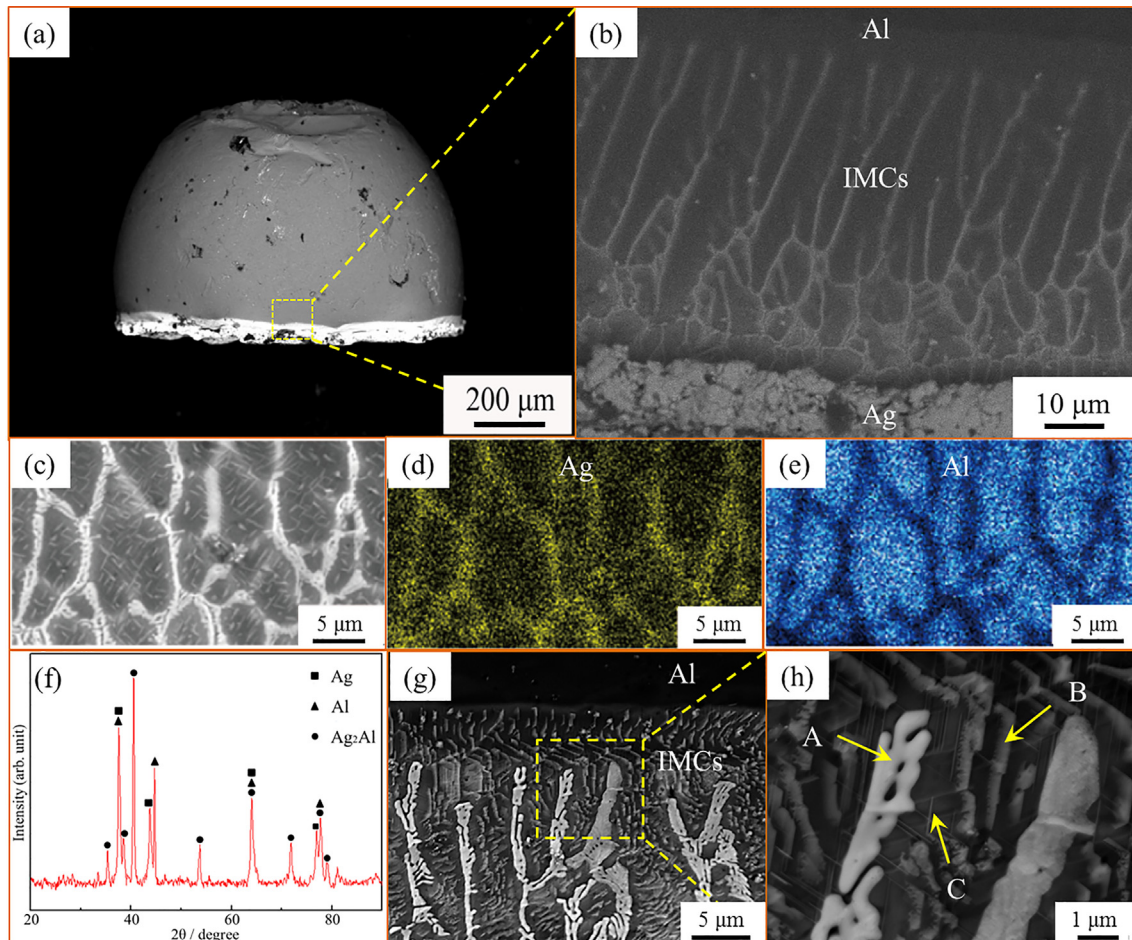 (a)
200 μm
(b)
Al
IMCs
Ag
10 μm
(c)
5 μm
(d)
Ag
5 μm
(e)
Al
5 μm
(f)
Ag
Al
Ag₂Al
Intensity (arb. unit)
20 40 60 80
2θ / degree
(g)
Al
IMCs
5 μm
(h)
A
B
C
1 μm